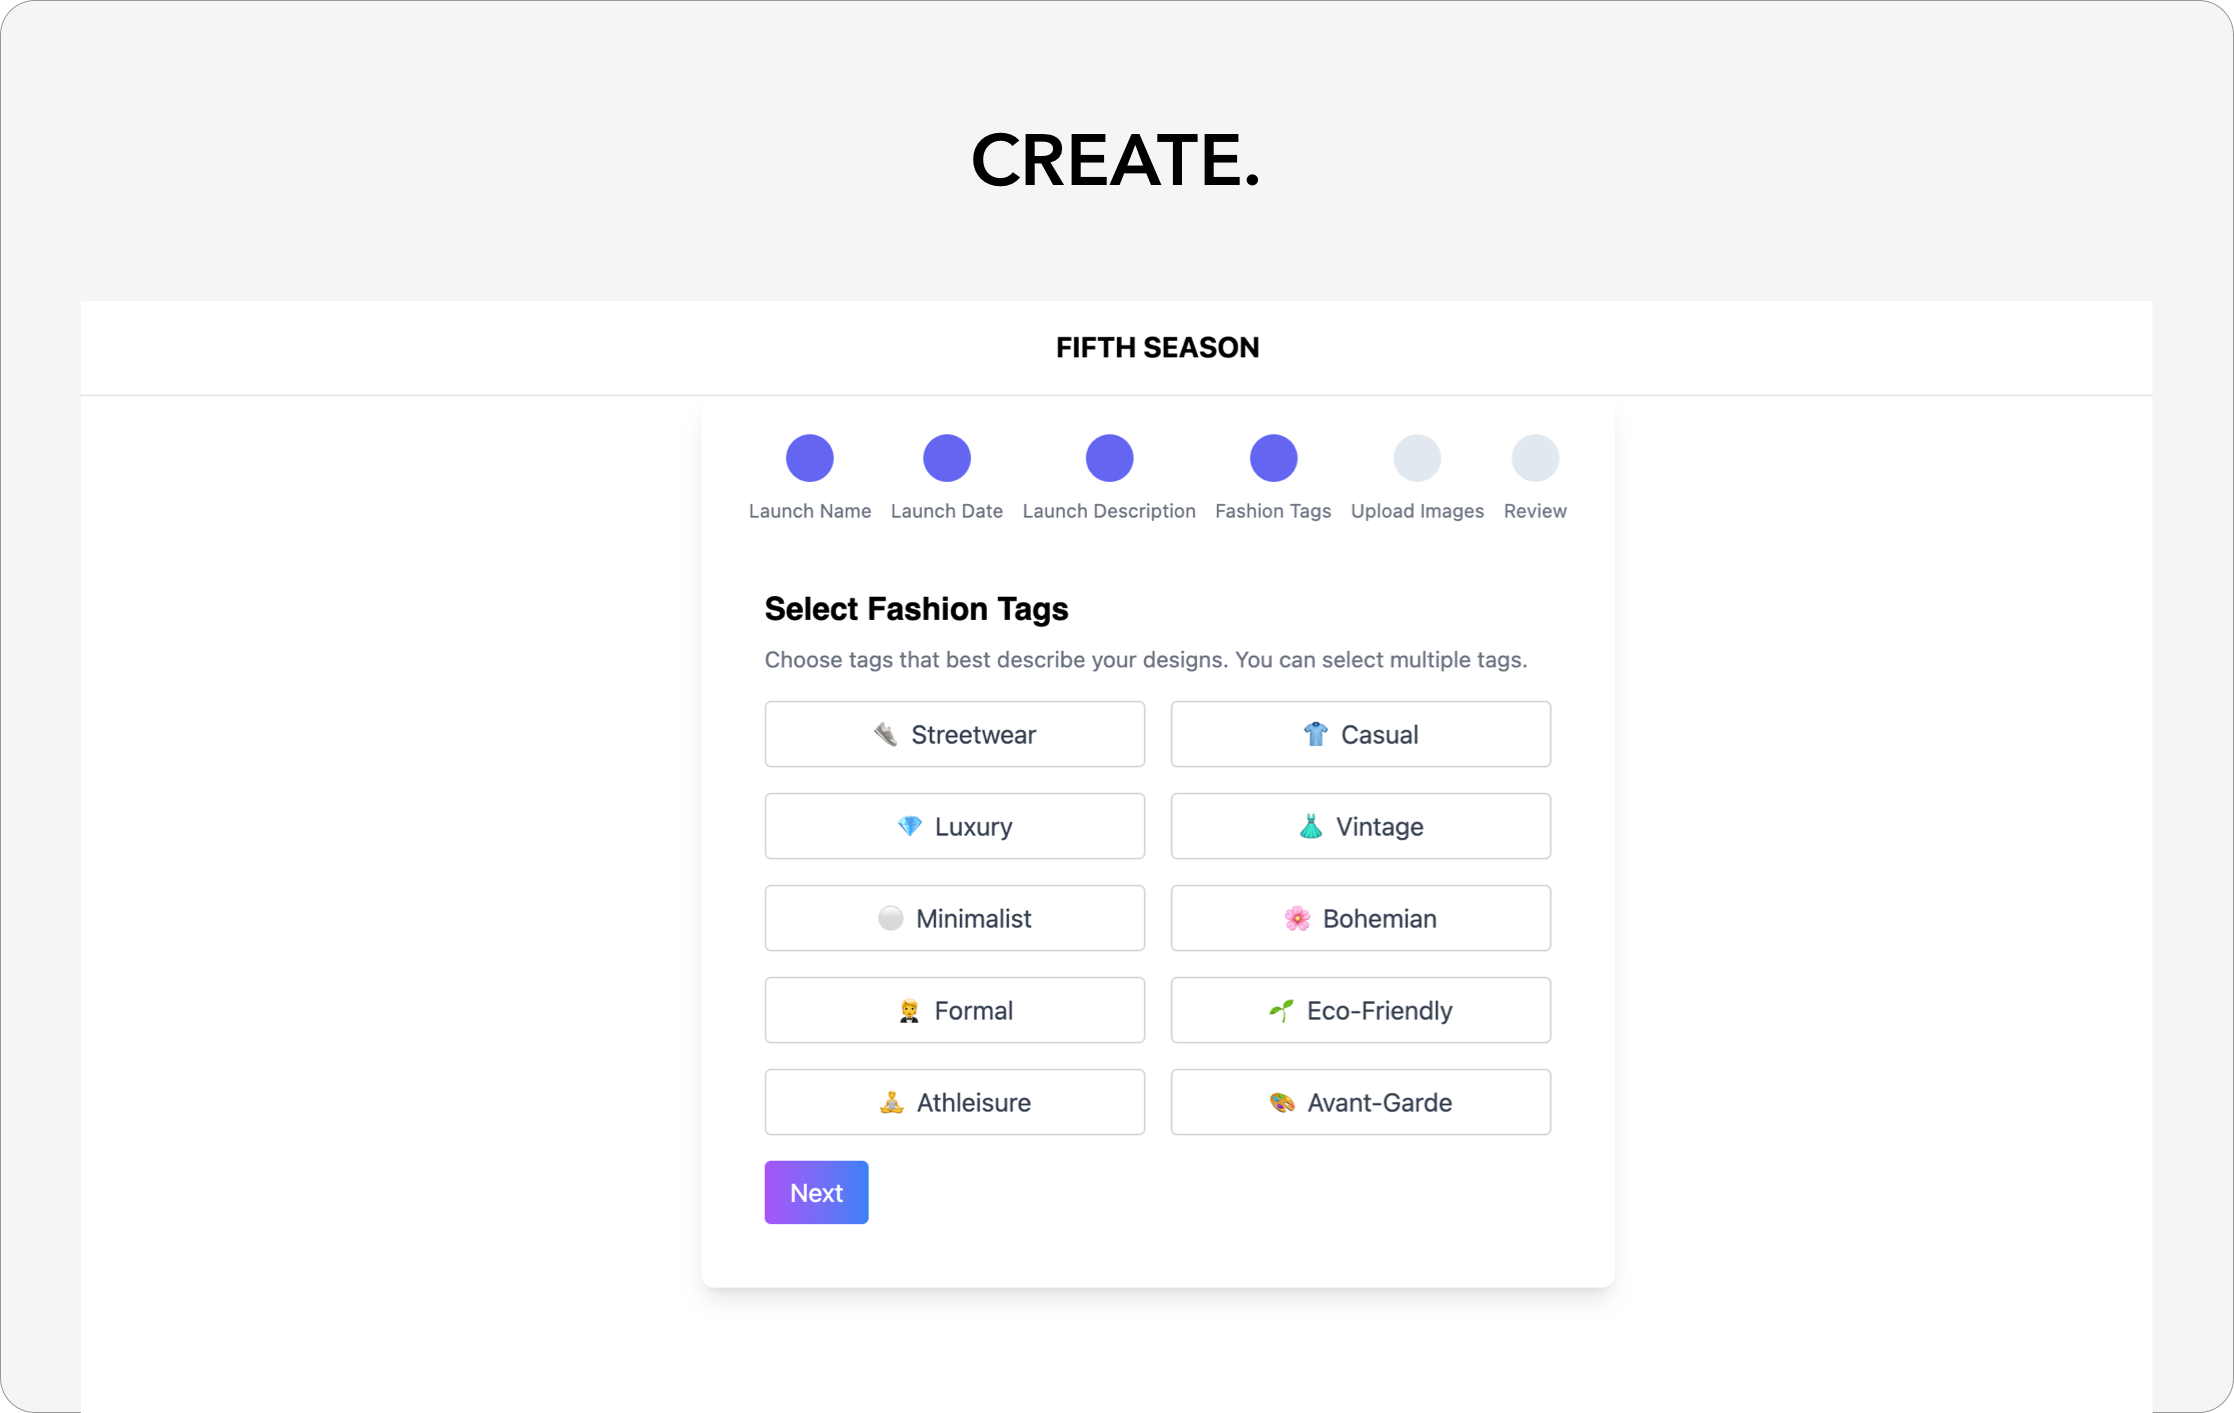 CREATE.
FIFTH SEASON
Launch Name Launch Date Launch Description Fashion Tags Upload Images Review
Select Fashion Tags
Choose tags that best describe your designs. You can select multiple tags.
Streetwear Casual
Luxury Vintage
Minimalist Bohemian
Formal Eco-Friendly
Athleisure Avant-Garde
Next